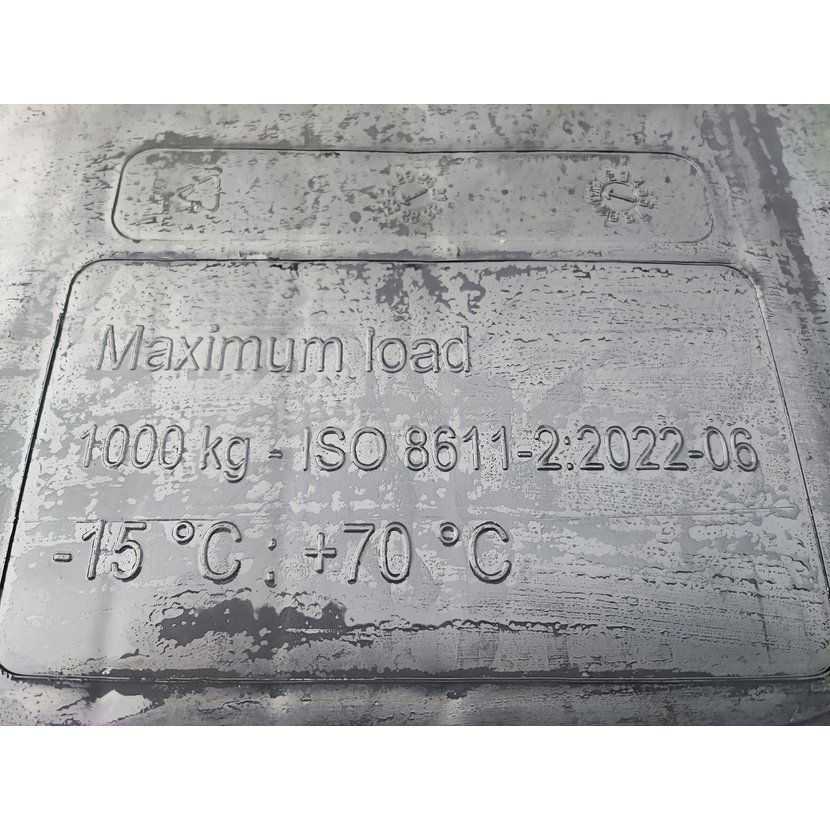 Maximum load
1000 kg - ISO 8611-2:2022-06
-15 °C : +70 °C